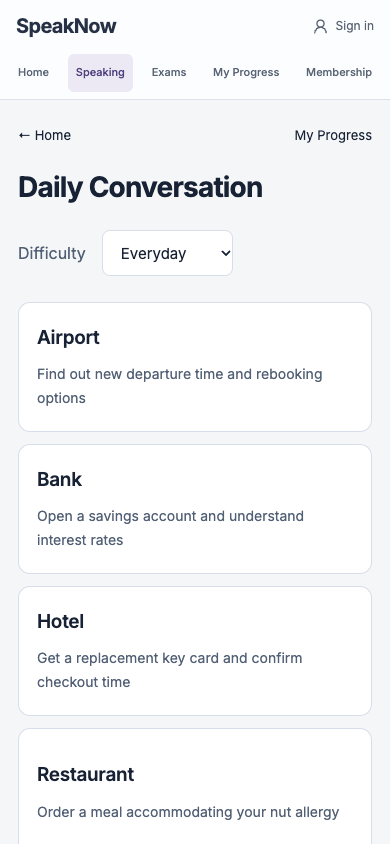 SpeakNow
Sign in
Home
Speaking
Exams
My Progress
Membership
← Home
My Progress
Daily Conversation
Difficulty
Everyday
Airport
Find out new departure time and rebooking
options
Bank
Open a savings account and understand
interest rates
Hotel
Get a replacement key card and confirm
checkout time
Restaurant
Order a meal accommodating your nut allergy